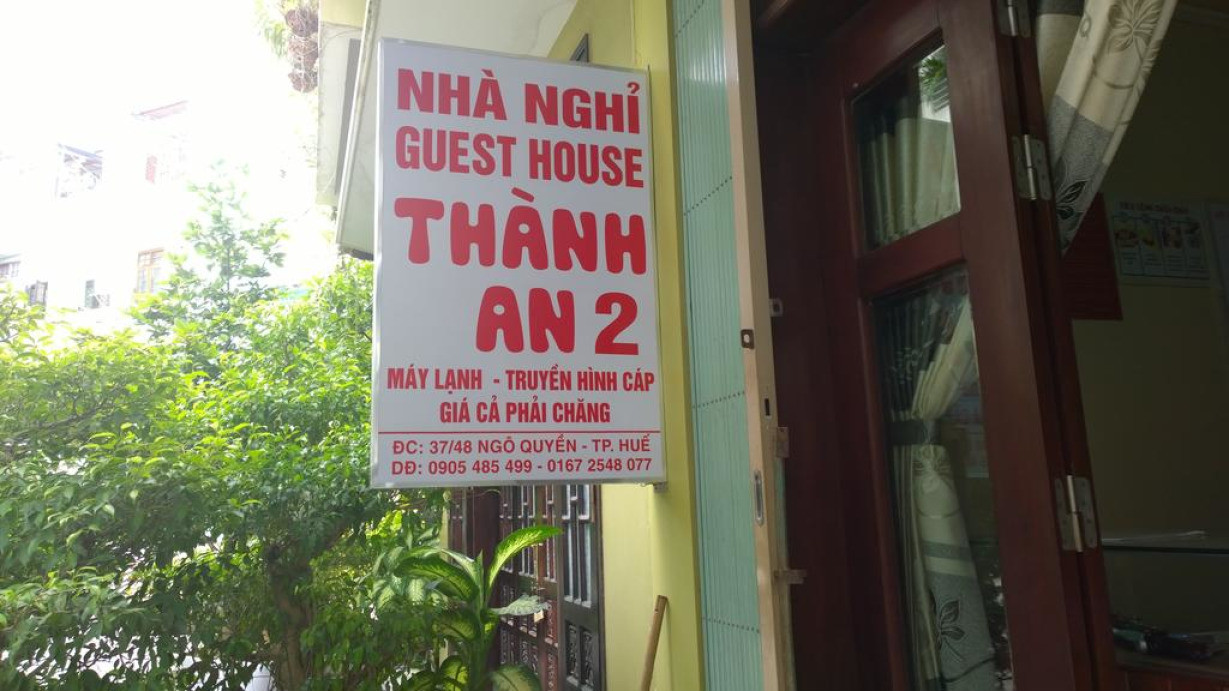 NHÀ NGHỈ
GUEST HOUSE
THÀNH
AN 2
MÁY LẠNH - TRUYỀN HÌNH CÁP
GIÁ CẢ PHẢI CHĂNG
ĐC: 37/48 NGÔ QUYỀN - TP. HUẾ
DĐ: 0905 485 499 - 0167 2548 077